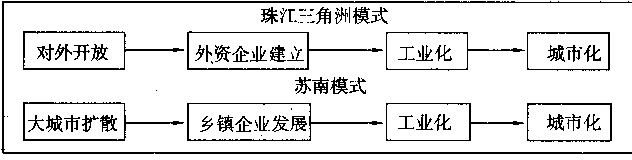 珠江三角洲模式
对外开放 外资企业建立 工业化 城市化
苏南模式
大城市扩散 乡镇企业发展 工业化 城市化